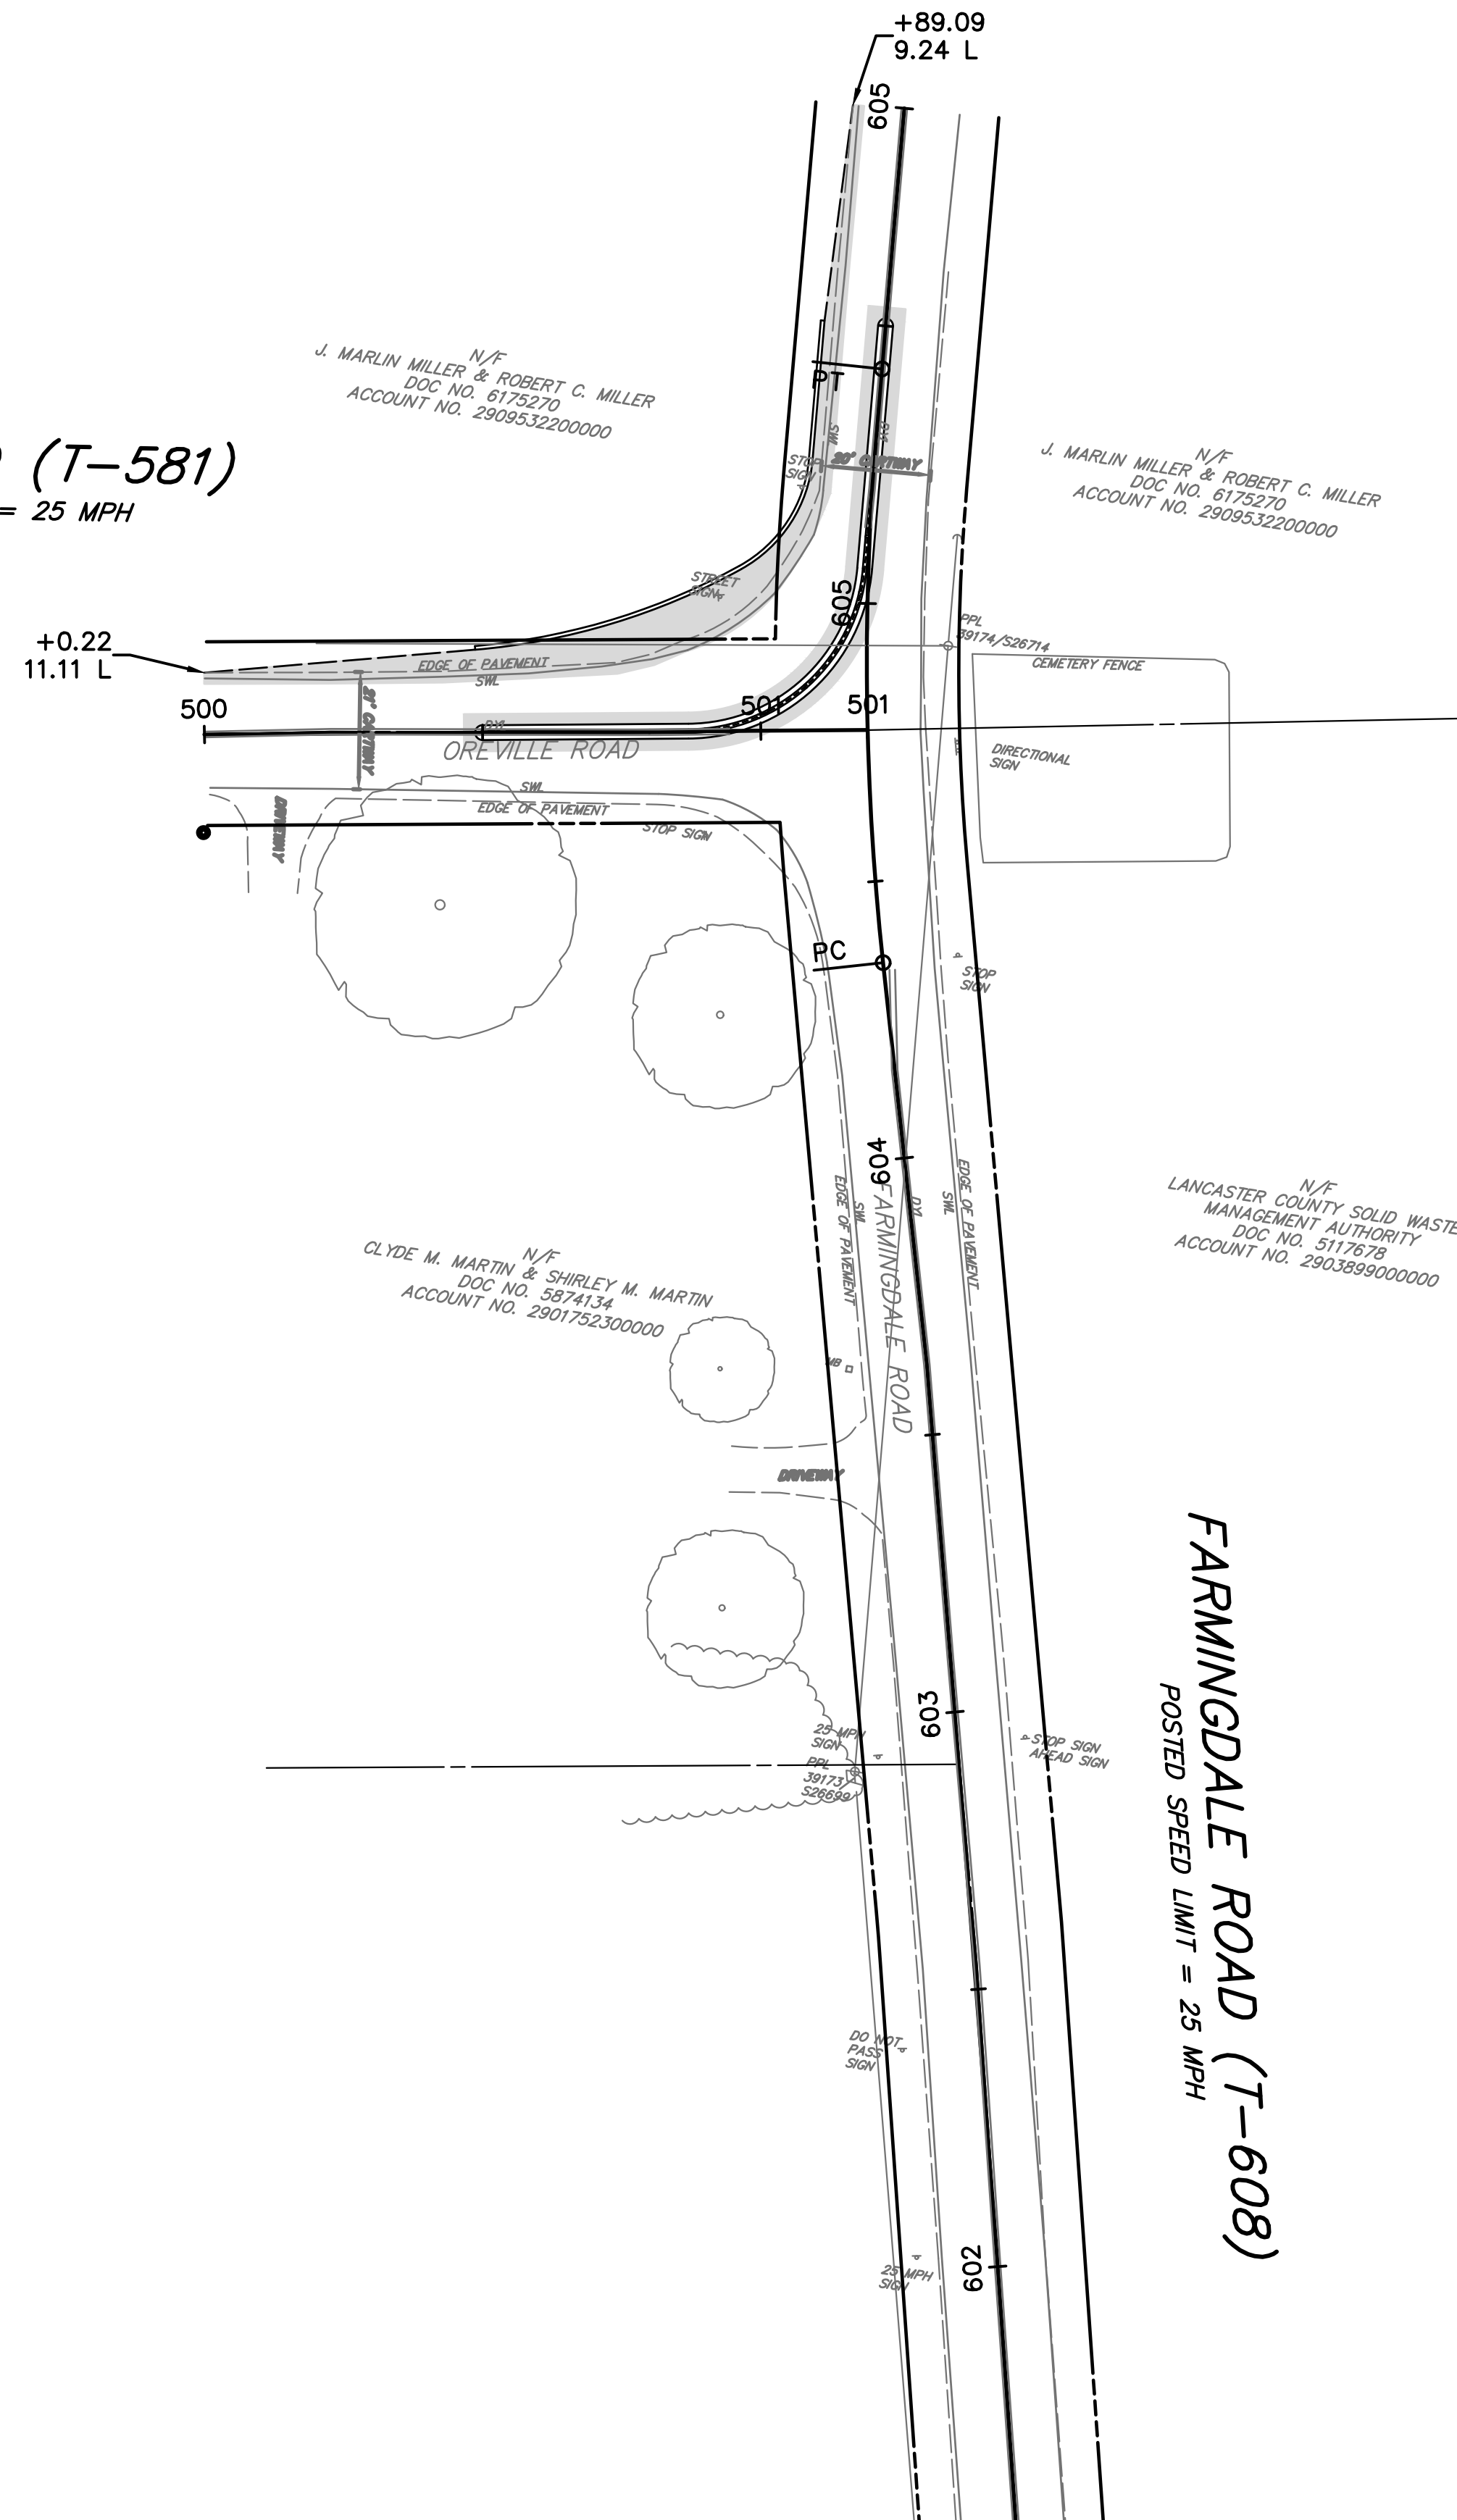 +89.09
9.24 L
605
N/F
J. MARLIN MILLER & ROBERT C. MILLER
DOC NO. 6175270
ACCOUNT NO. 2909532200000
PT
SWL
DYL
20' CARTWAY
STOP
SIGN
N/F
J. MARLIN MILLER & ROBERT C. MILLER
DOC NO. 6175270
ACCOUNT NO. 2909532200000
(T-581)
= 25 MPH
STREET
SIGN
605
PPL
39174/S26714
CEMETERY FENCE
+0.22
11.11 L
EDGE OF PAVEMENT
SWL
21' CARTWAY
500
501
501
DYL
OREVILLE ROAD
DIRECTIONAL
SIGN
SWL
EDGE OF PAVEMENT
STOP SIGN
DRIVEWAY
PC
STOP
SIGN
604
EDGE OF PAVEMENT
SWL
FARMINGDALE ROAD
DYL
SWL
EDGE OF PAVEMENT
N/F
LANCASTER COUNTY SOLID WASTE
MANAGEMENT AUTHORITY
DOC NO. 5117678
ACCOUNT NO. 2903899000000
N/F
CLYDE M. MARTIN & SHIRLEY M. MARTIN
DOC NO. 5874134
ACCOUNT NO. 2901752300000
MB
DRIVEWAY
FARMINGDALE ROAD (T-608)
POSTED SPEED LIMIT = 25 MPH
603
25 MPH
SIGN
PPL
39173/
S26699
STOP SIGN
AHEAD SIGN
DO NOT
PASS
SIGN
602
25 MPH
SIGN